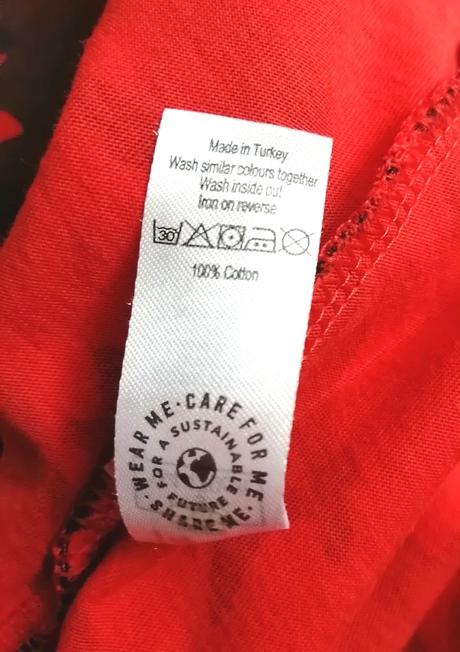 Made in Turkey
Wash similar colours together
Wash inside out
Iron on reverse
30°
100% Cotton
WEAR ME · CARE FOR ME · SHARE ME ·
FOR A SUSTAINABLE FUTURE